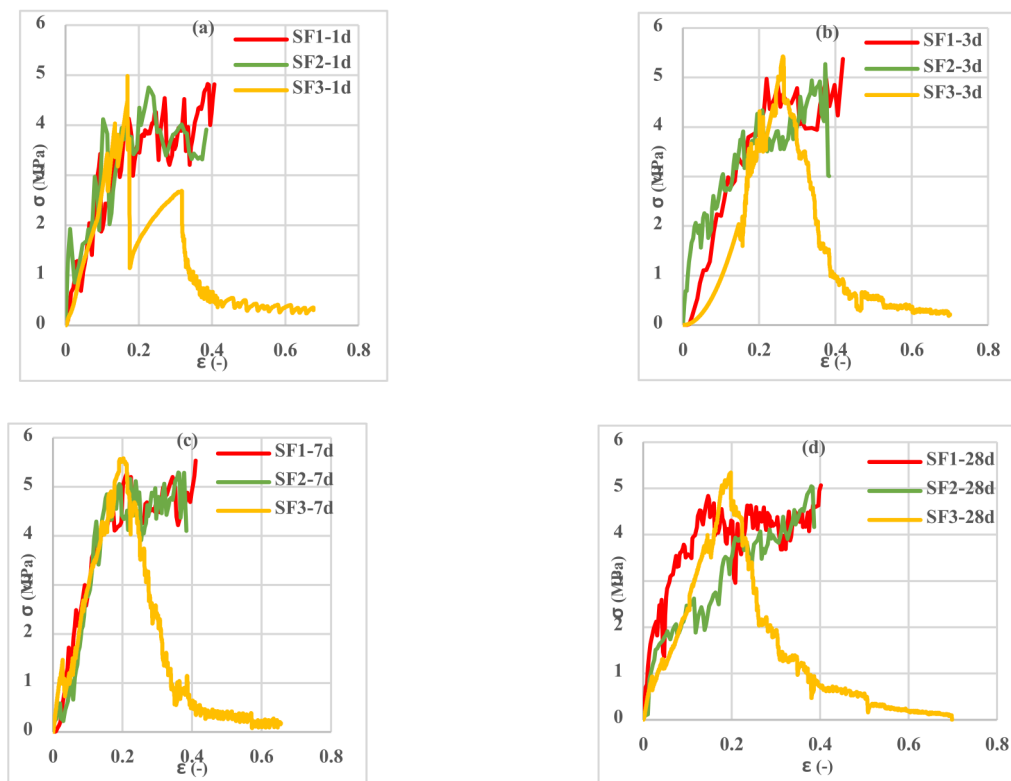 (a)
6
5
4
3
2
1
0
σ (MPa)
SF1-1d
SF2-1d
SF3-1d
0 0.2 0.4 0.6 0.8
ε (-)
(b)
6
5
4
3
2
1
0
σ (MPa)
SF1-3d
SF2-3d
SF3-3d
0 0.2 0.4 0.6 0.8
ε (-)
(c)
6
5
4
3
2
1
0
σ (MPa)
SF1-7d
SF2-7d
SF3-7d
0 0.2 0.4 0.6 0.8
ε (-)
(d)
6
5
4
3
2
1
0
σ (MPa)
SF1-28d
SF2-28d
SF3-28d
0 0.2 0.4 0.6 0.8
ε (-)